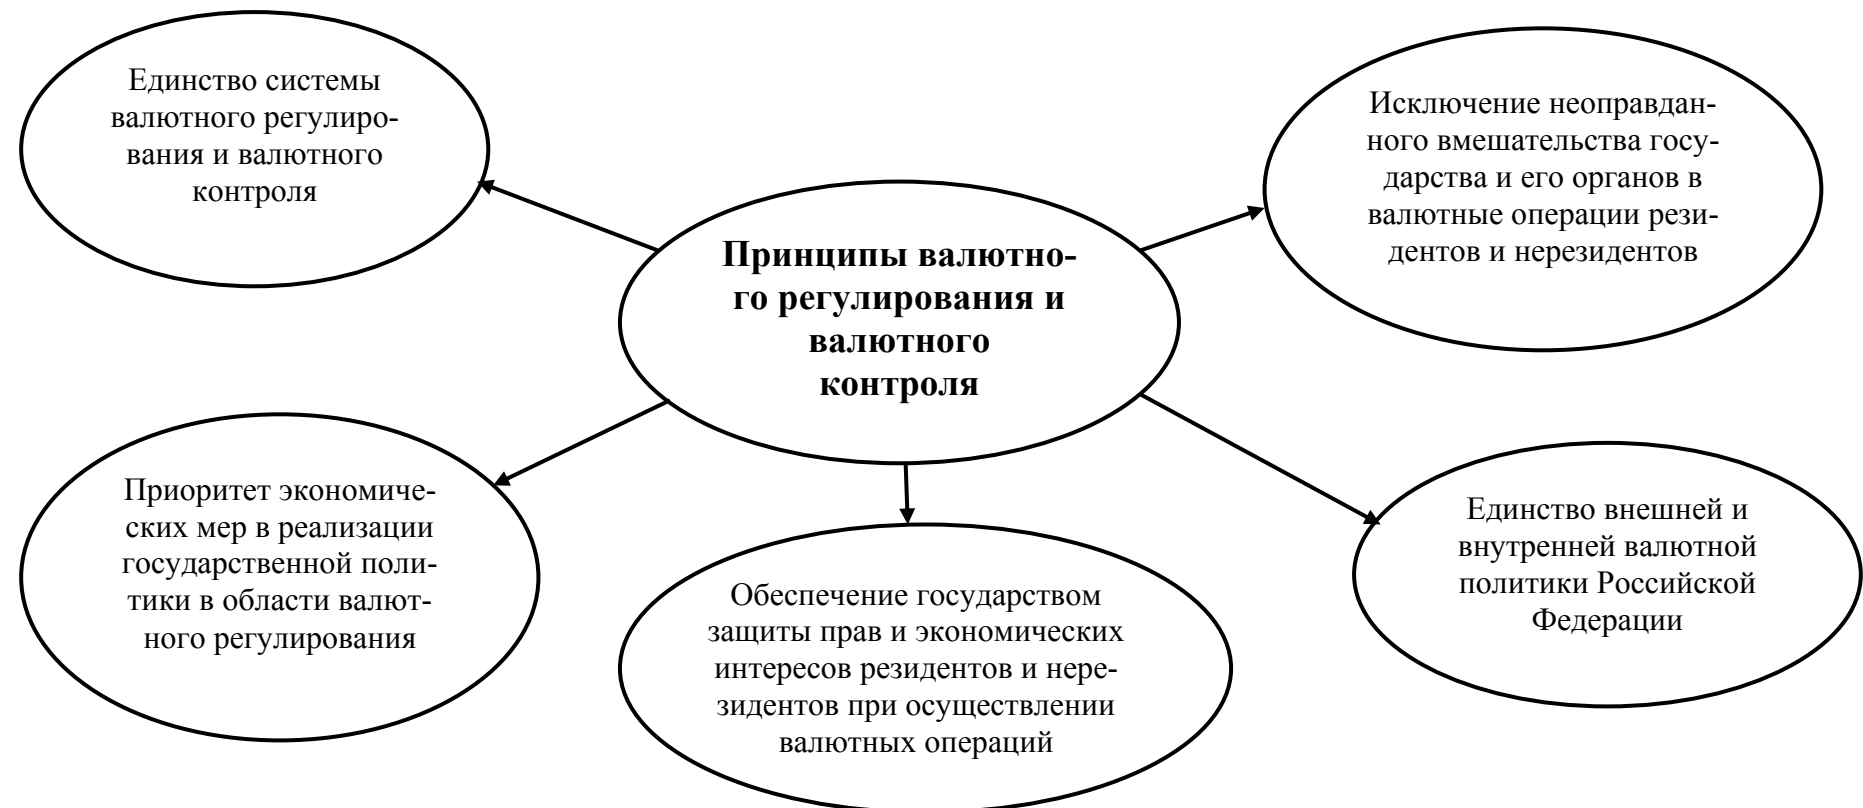 Единство системы
валютного регулиро-
вания и валютного
контроля
Исключение неоправдан-
ного вмешательства госу-
дарства и его органов в
валютные операции рези-
дентов и нерезидентов
Принципы валютно-
го регулирования и
валютного
контроля
Приоритет экономиче-
ских мер в реализации
государственной поли-
тики в области валют-
ного регулирования
Обеспечение государством
защиты прав и экономических
интересов резидентов и нере-
зидентов при осуществлении
валютных операций
Единство внешней и
внутренней валютной
политики Российской
Федерации